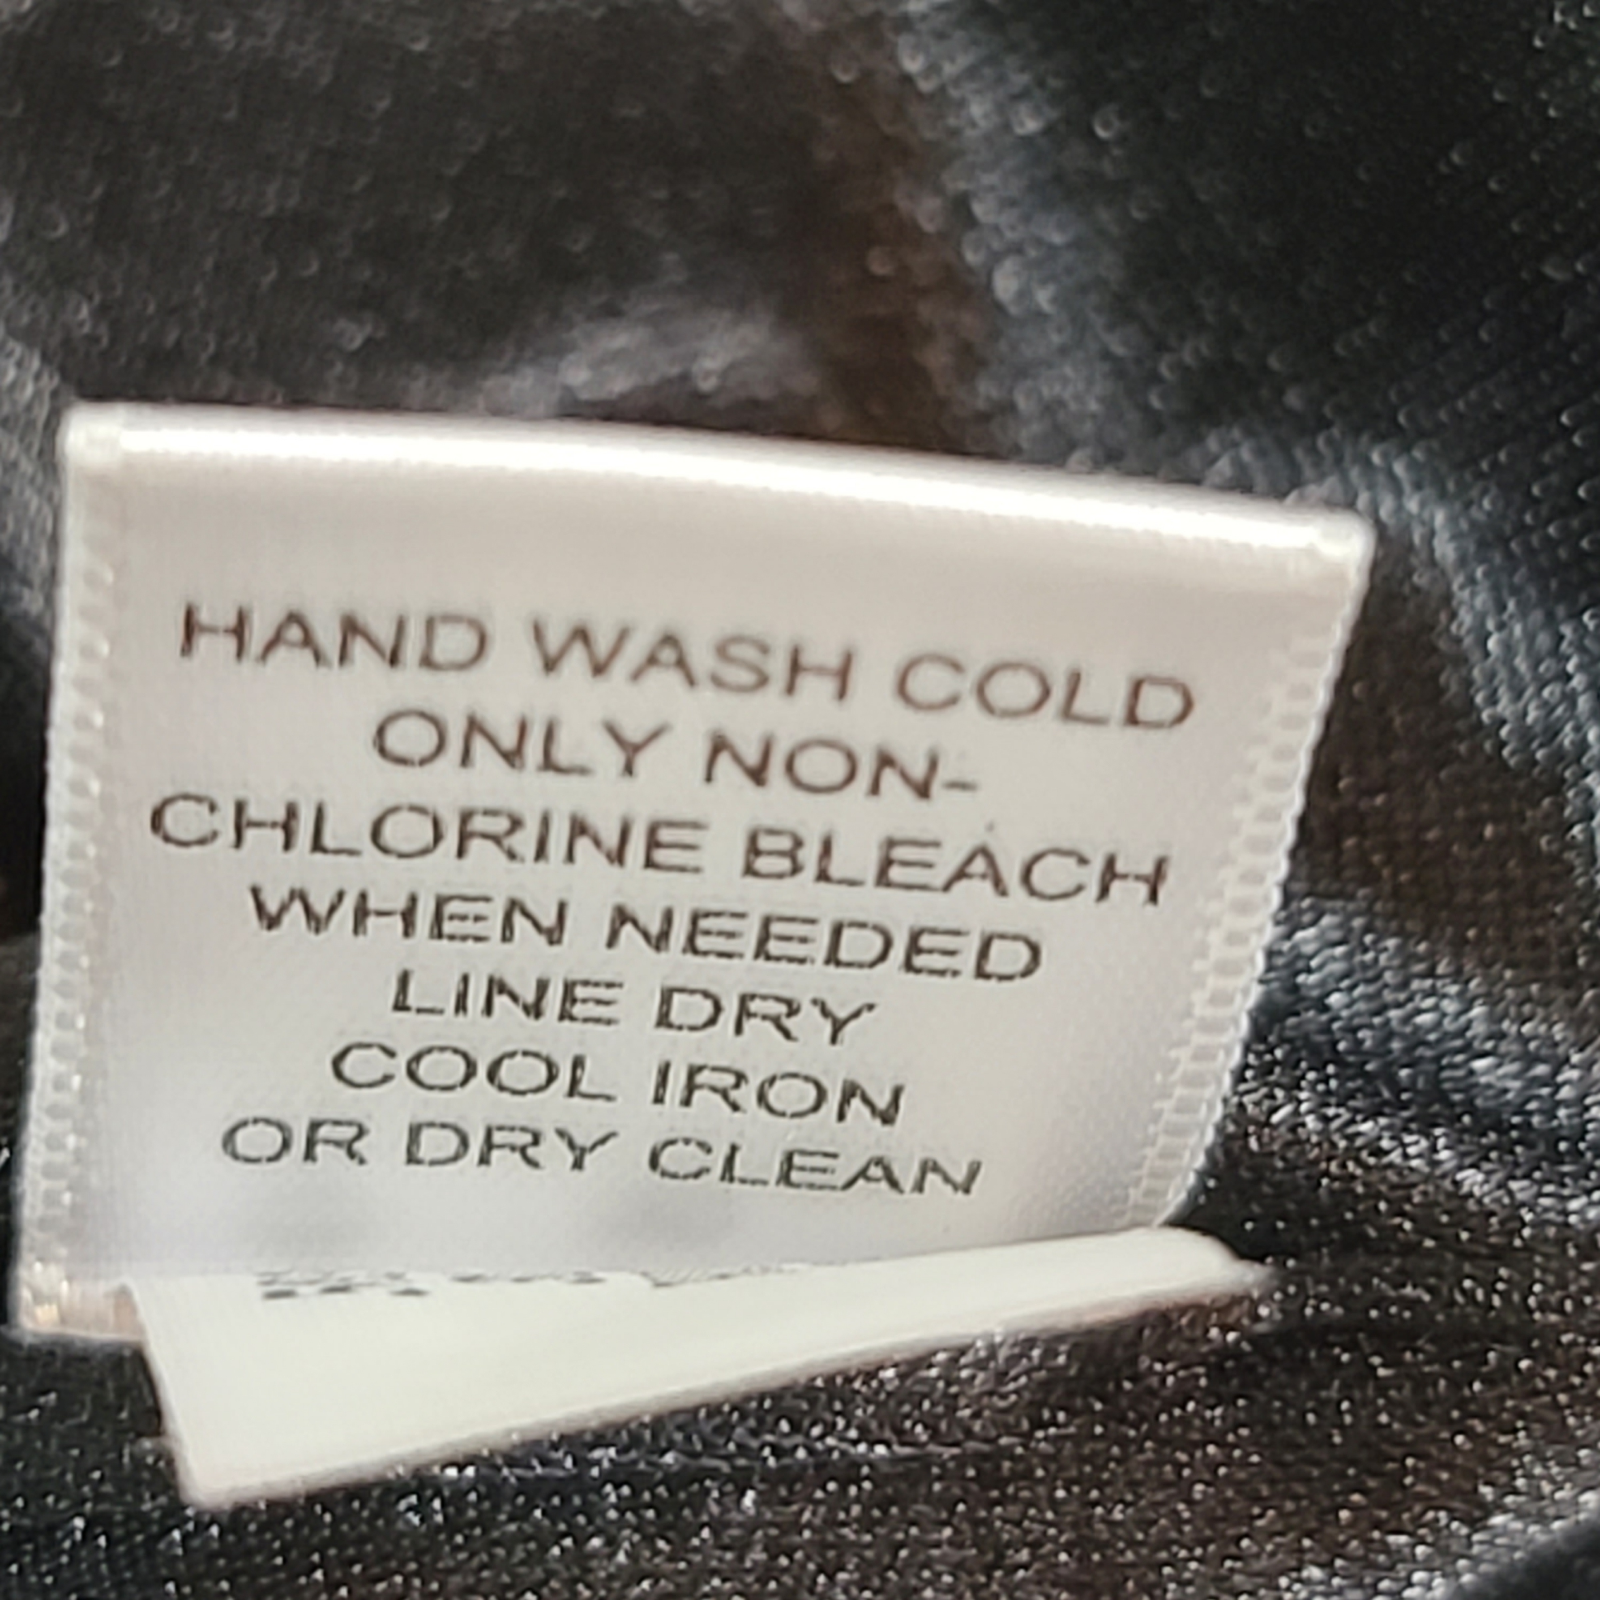 HAND WASH COLD
ONLY NON-
CHLORINE BLEACH
WHEN NEEDED
LINE DRY
COOL IRON
OR DRY CLEAN